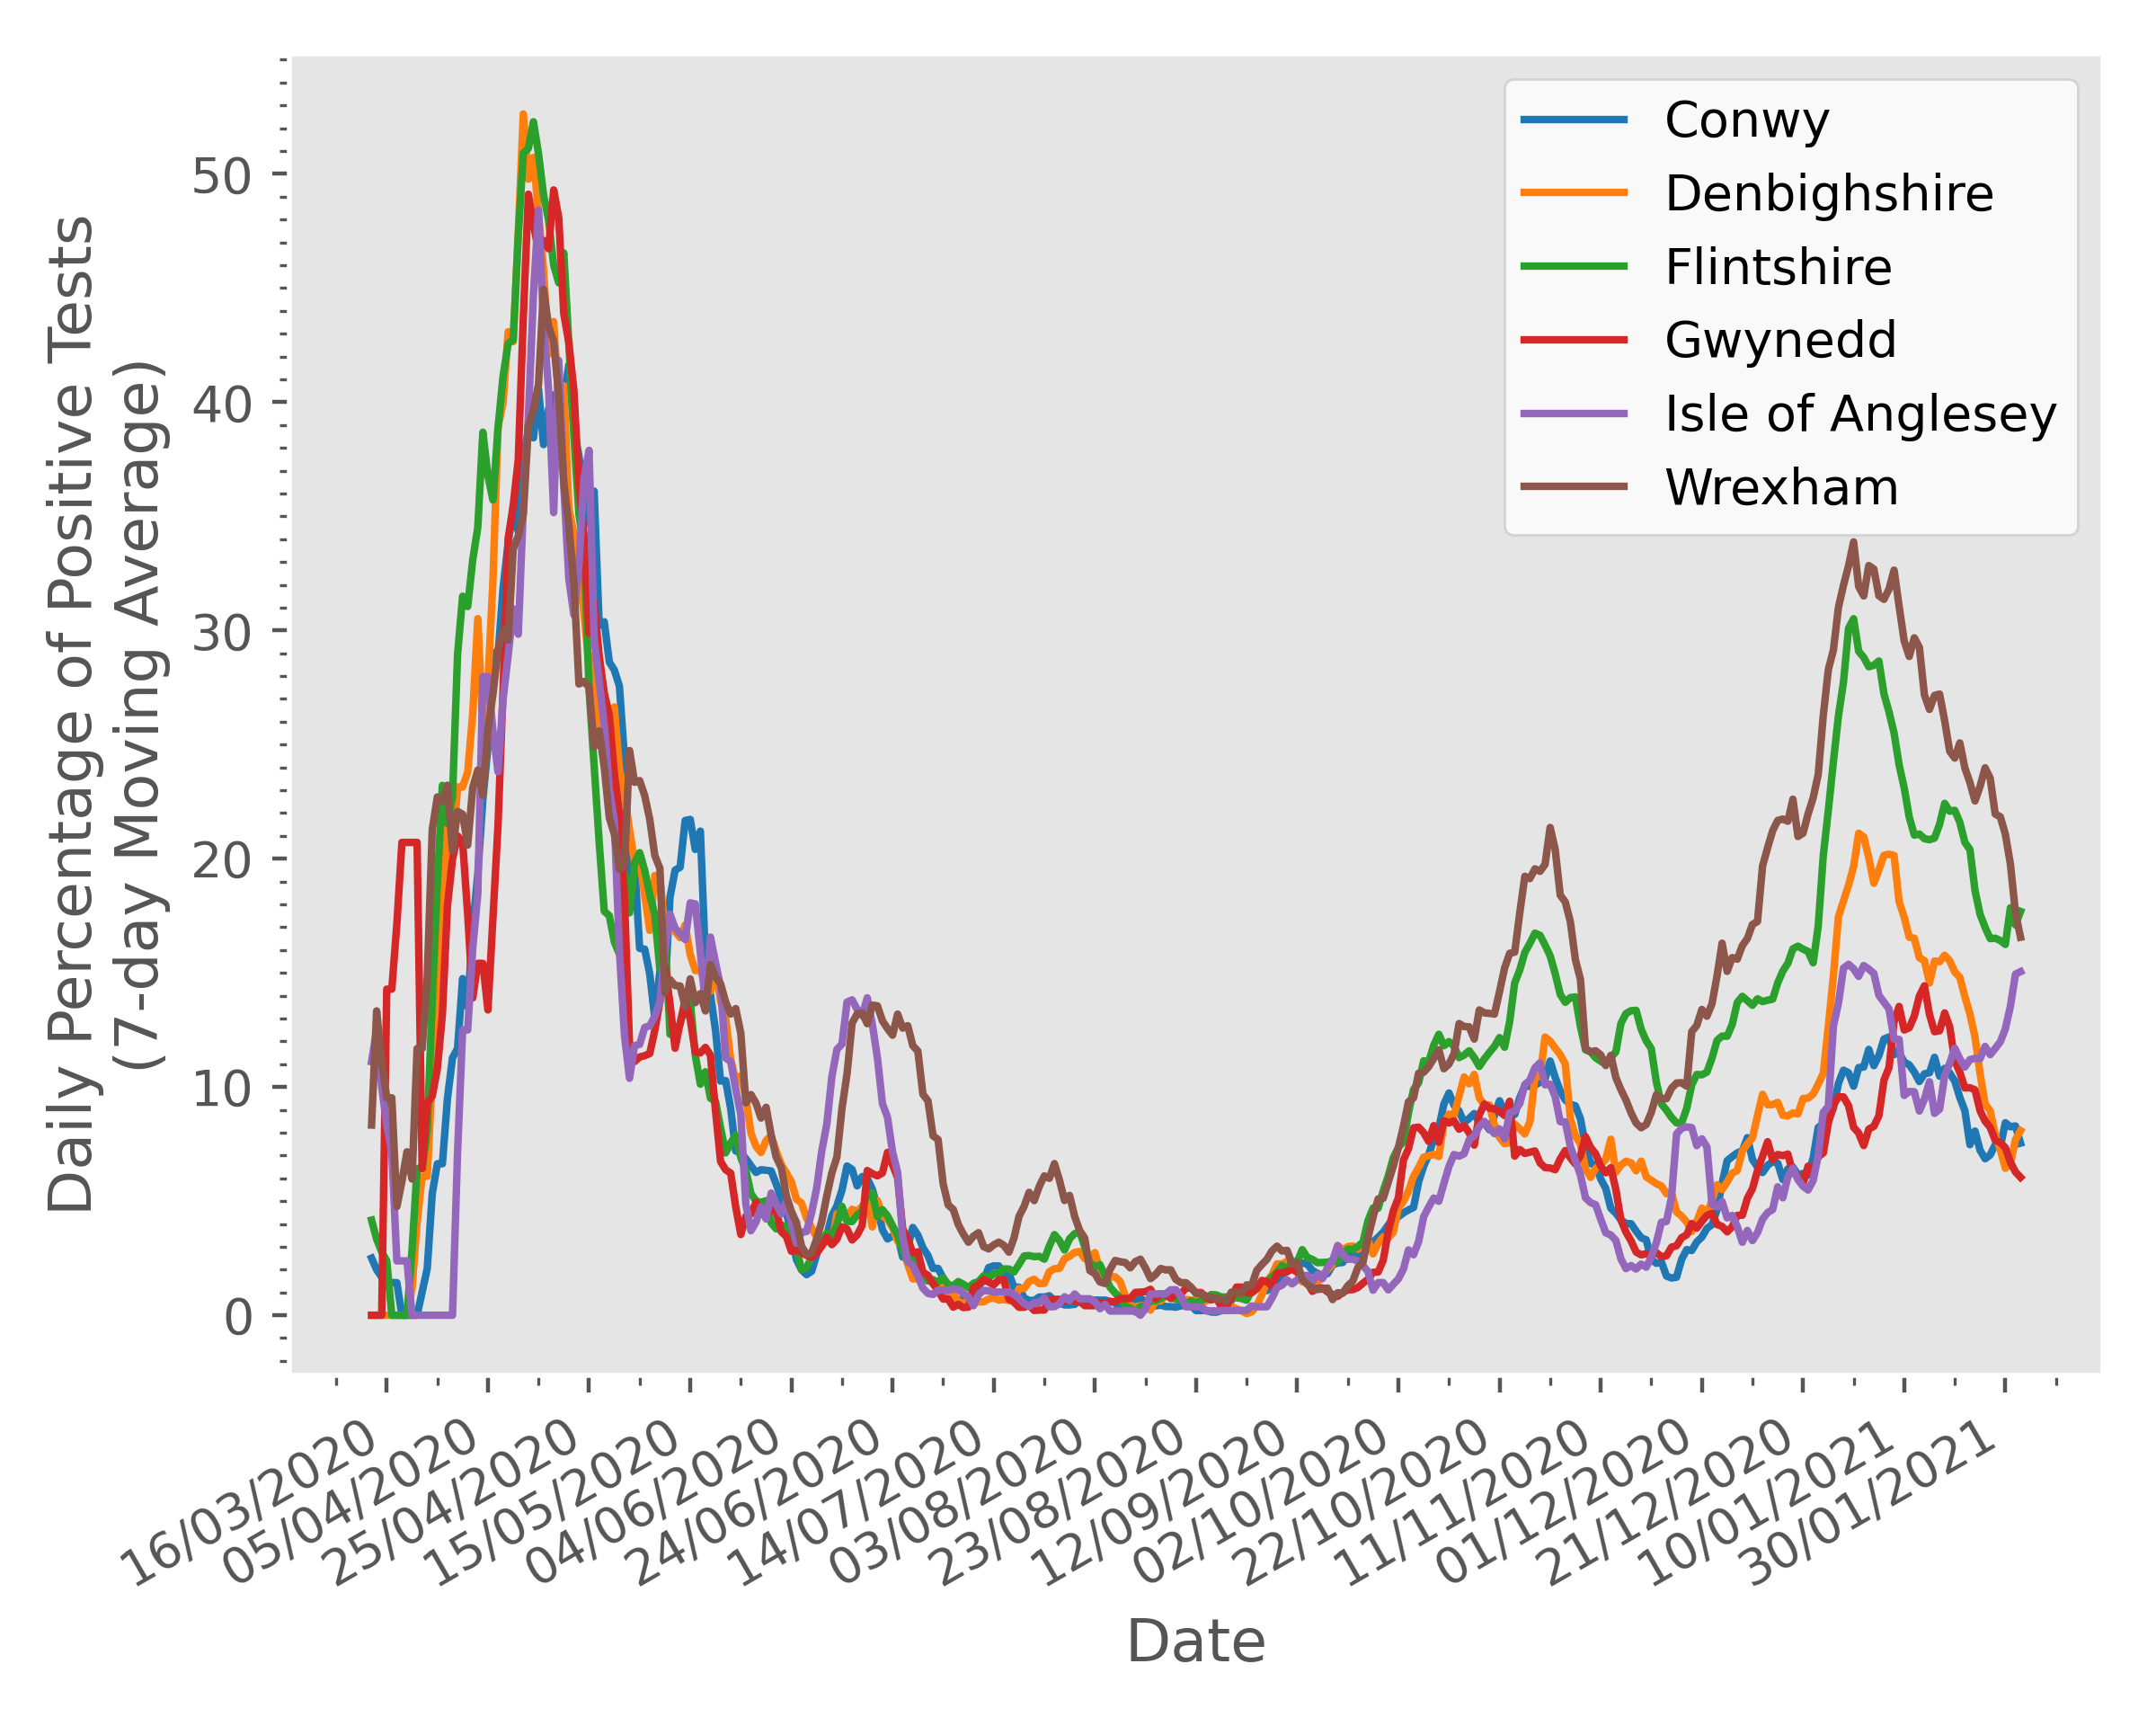 Daily Percentage of Positive Tests
(7-day Moving Average)
50
40
30
20
10
0
Conwy
Denbighshire
Flintshire
Gwynedd
Isle of Anglesey
Wrexham
16/03/2020
05/04/2020
25/04/2020
15/05/2020
04/06/2020
24/06/2020
14/07/2020
03/08/2020
23/08/2020
12/09/2020
02/10/2020
22/10/2020
11/11/2020
01/12/2020
21/12/2020
10/01/2021
30/01/2021
Date